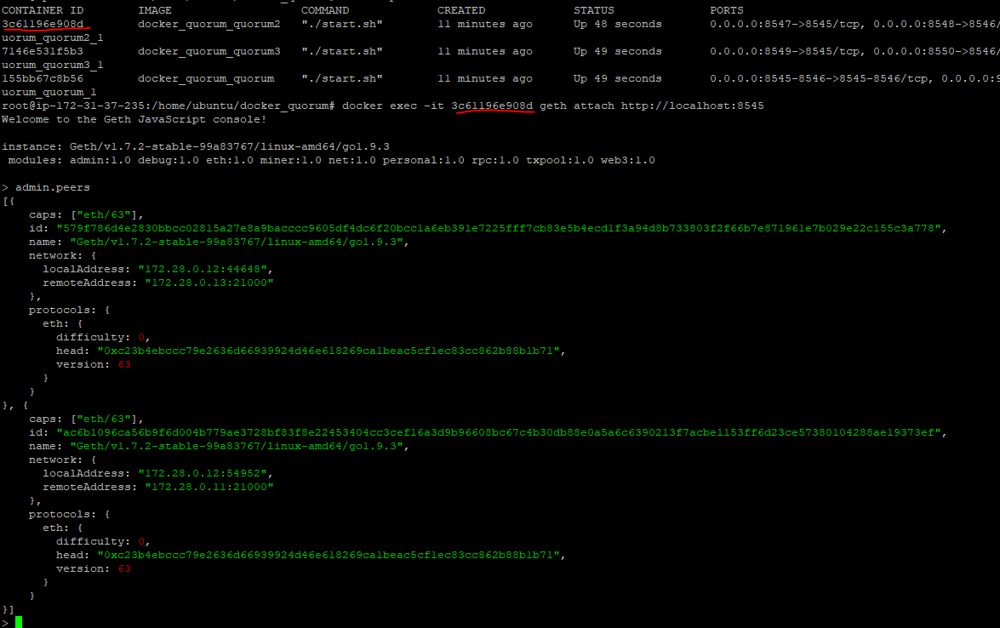 CONTAINER ID IMAGE COMMAND CREATED STATUS PORTS
3c61196e908d docker_quorum_quorum2 "./start.sh" 11 minutes ago Up 48 seconds 0.0.0.0:8547->8545/tcp, 0.0.0.0:8548->8546/
uorum_quorum2_1
7146e531f5b3 docker_quorum_quorum3 "./start.sh" 11 minutes ago Up 49 seconds 0.0.0.0:8549->8545/tcp, 0.0.0.0:8550->8546/
uorum_quorum3_1
155bb67c8b56 docker_quorum_quorum "./start.sh" 11 minutes ago Up 49 seconds 0.0.0.0:8545-8546->8545-8546/tcp, 0.0.0.0:9
uorum_quorum_1
root@ip-172-31-37-235:/home/ubuntu/docker_quorum# docker exec -it 3c61196e908d geth attach http://localhost:8545
Welcome to the Geth JavaScript console!
instance: Geth/v1.7.2-stable-99a83767/linux-amd64/go1.9.3
modules: admin:1.0 debug:1.0 eth:1.0 miner:1.0 net:1.0 personal:1.0 rpc:1.0 txpool:1.0 web3:1.0
> admin.peers
[{
caps: ["eth/63"],
id: "579f786d4e2830bbcc02815a27e8a9bacccc9605df4dc6f20bcc1a6eb391e7225fff7cb83e5b4ecd1f3a94d8b733803f2f66b7e871961e7b029e22c155c3a778",
name: "Geth/v1.7.2-stable-99a83767/linux-amd64/go1.9.3",
network: {
localAddress: "172.28.0.12:44648",
remoteAddress: "172.28.0.13:21000"
},
protocols: {
eth: {
difficulty: 0,
head: "0xc23b4ebccc79e2636d66939924d46e618269ca1beac5cf1ec83cc862b88b1b71",
version: 63
}
}
}, {
caps: ["eth/63"],
id: "ac6b1096ca56b9f6d004b779ae3728bf83f8e22453404cc3cef16a3d9b96608bc67c4b30db88e0a5a6c6390213f7acbe1153ff6d23ce57380104288ae19373ef",
name: "Geth/v1.7.2-stable-99a83767/linux-amd64/go1.9.3",
network: {
localAddress: "172.28.0.12:54952",
remoteAddress: "172.28.0.11:21000"
},
protocols: {
eth: {
difficulty: 0,
head: "0xc23b4ebccc79e2636d66939924d46e618269ca1beac5cf1ec83cc862b88b1b71",
version: 63
}
}
}]
>